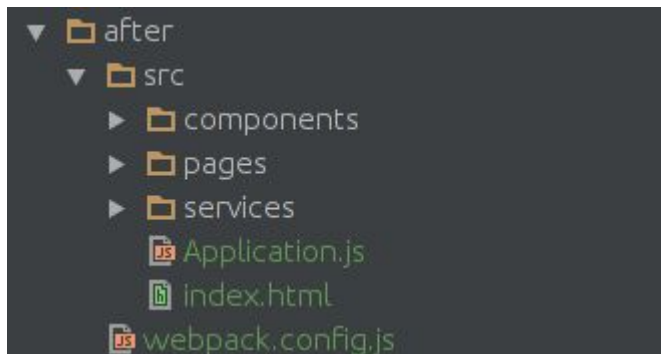 after
src
components
pages
services
Application.js
index.html
webpack.config.js